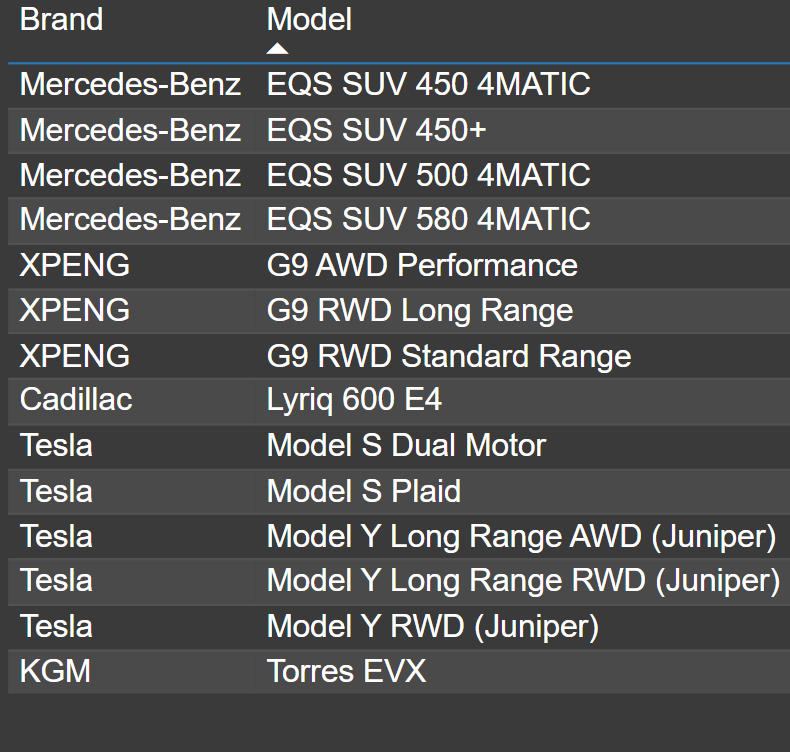 Brand Model
Mercedes-Benz EQS SUV 450 4MATIC
Mercedes-Benz EQS SUV 450+
Mercedes-Benz EQS SUV 500 4MATIC
Mercedes-Benz EQS SUV 580 4MATIC
XPENG G9 AWD Performance
XPENG G9 RWD Long Range
XPENG G9 RWD Standard Range
Cadillac Lyriq 600 E4
Tesla Model S Dual Motor
Tesla Model S Plaid
Tesla Model Y Long Range AWD (Juniper)
Tesla Model Y Long Range RWD (Juniper)
Tesla Model Y RWD (Juniper)
KGM Torres EVX